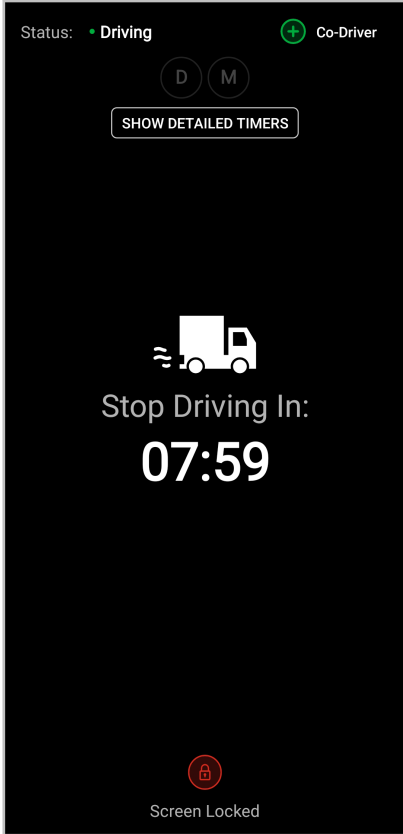 Status: • Driving
Co-Driver
D M
SHOW DETAILED TIMERS
Stop Driving In:
07:59
Screen Locked